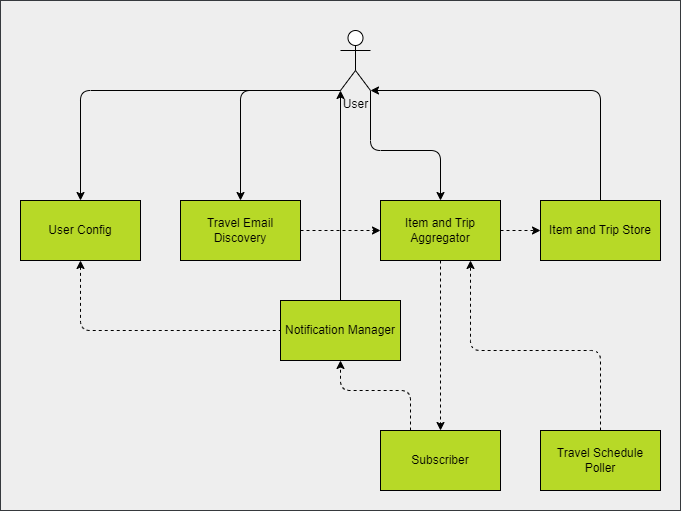 User
User Config
Travel Email
Discovery
Item and Trip
Aggregator
Item and Trip Store
Notification Manager
Subscriber
Travel Schedule
Poller